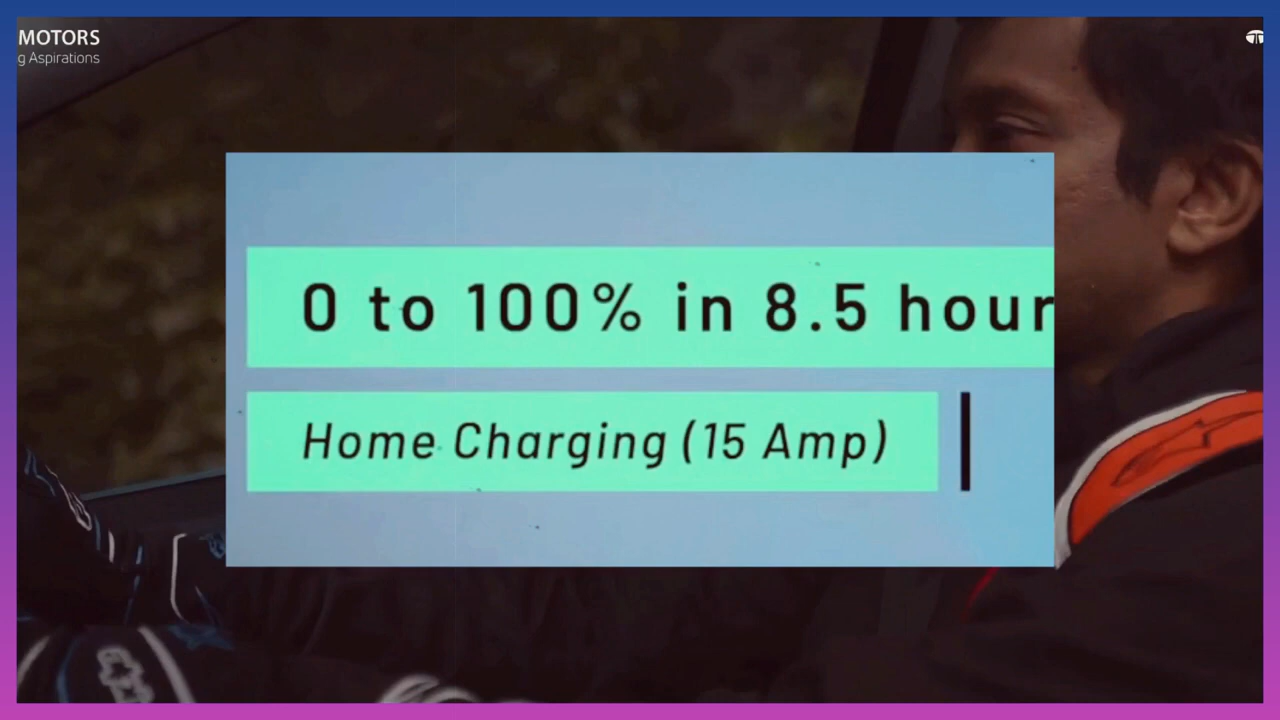 MOTORS
g Aspirations
0 to 100% in 8.5 hour
Home Charging (15 Amp)